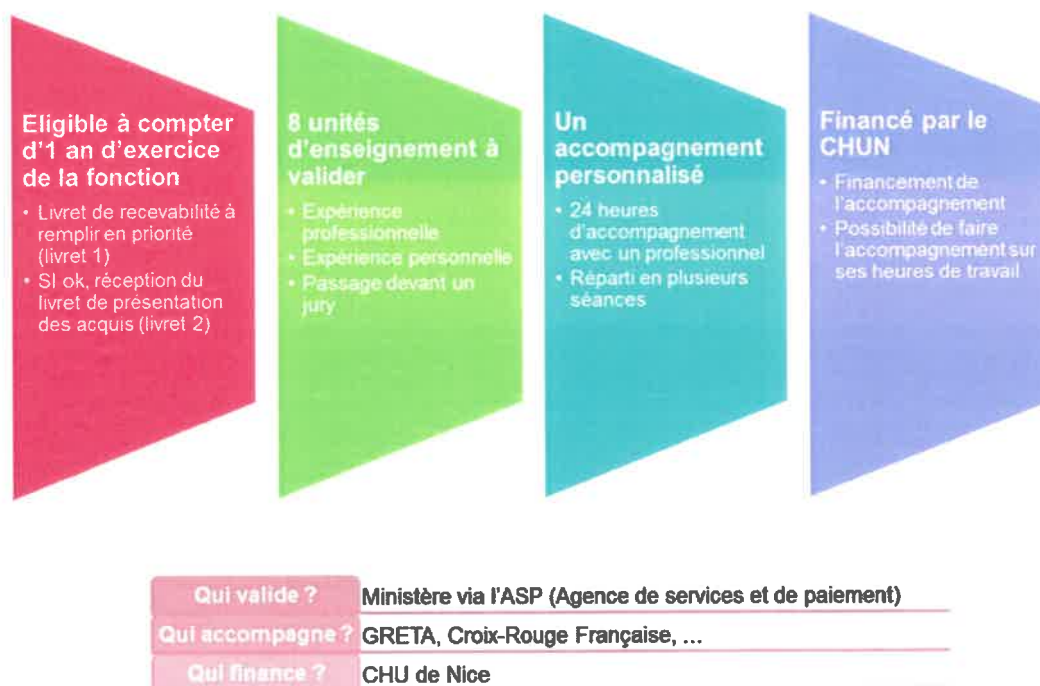 Eligible à compter
d'1 an d'exercice
de la fonction
• Livret de recevabilité à
remplir en priorité
(livret 1)
• SI ok, réception du
livret de présentation
des acquis (livret 2)
8 unités
d'enseignement à
valider
• Expérience
professionnelle
• Expérience personnelle
• Passage devant un
jury
Un
accompagnement
personnalisé
• 24 heures
d'accompagnement
avec un professionnel
• Réparti en plusieurs
séances
Financé par le
CHUN
• Financement de
l'accompagnement
• Possibilité de faire
l'accompagnement sur
ses heures de travail
Qui valide ? Ministère via l'ASP (Agence de services et de paiement)
Qui accompagne ? GRETA, Croix-Rouge Française, ...
Qui finance ? CHU de Nice